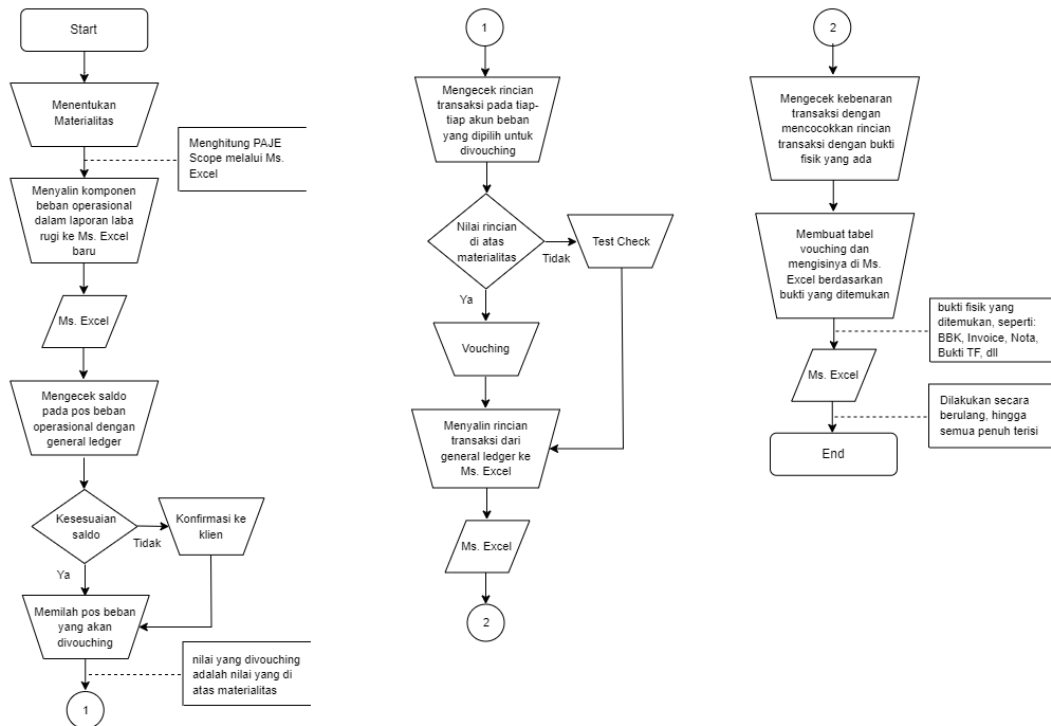 Start
Menentukan
Materialitas
Menghitung PAJE
Scope melalui Ms.
Excel
Menyalin komponen
beban operasional
dalam laporan laba
rugi ke Ms. Excel
baru
Ms. Excel
Mengecek saldo
pada pos beban
operasional dengan
general ledger
Kesesuaian
saldo
Tidak
Konfirmasi ke
klien
Ya
Memilah pos beban
yang akan
divouching
nilai yang divouching
adalah nilai yang di
atas materialitas
1
1
Mengecek rincian
transaksi pada tiap-
tiap akun beban
yang dipilih untuk
divouching
Nilai rincian
di atas
materialitas
Tidak
Test Check
Ya
Vouching
Menyalin rincian
transaksi dari
general ledger ke
Ms. Excel
Ms. Excel
2
2
Mengecek kebenaran
transaksi dengan
mencocokkan rincian
transaksi dengan bukti
fisik yang ada
Membuat tabel
vouching dan
mengisinya di Ms.
Excel berdasarkan
bukti yang ditemukan
bukti fisik yang
ditemukan, seperti:
BBK, Invoice, Nota,
Bukti TF, dll
Ms. Excel
Dilakukan secara
berulang, hingga
semua penuh terisi
End